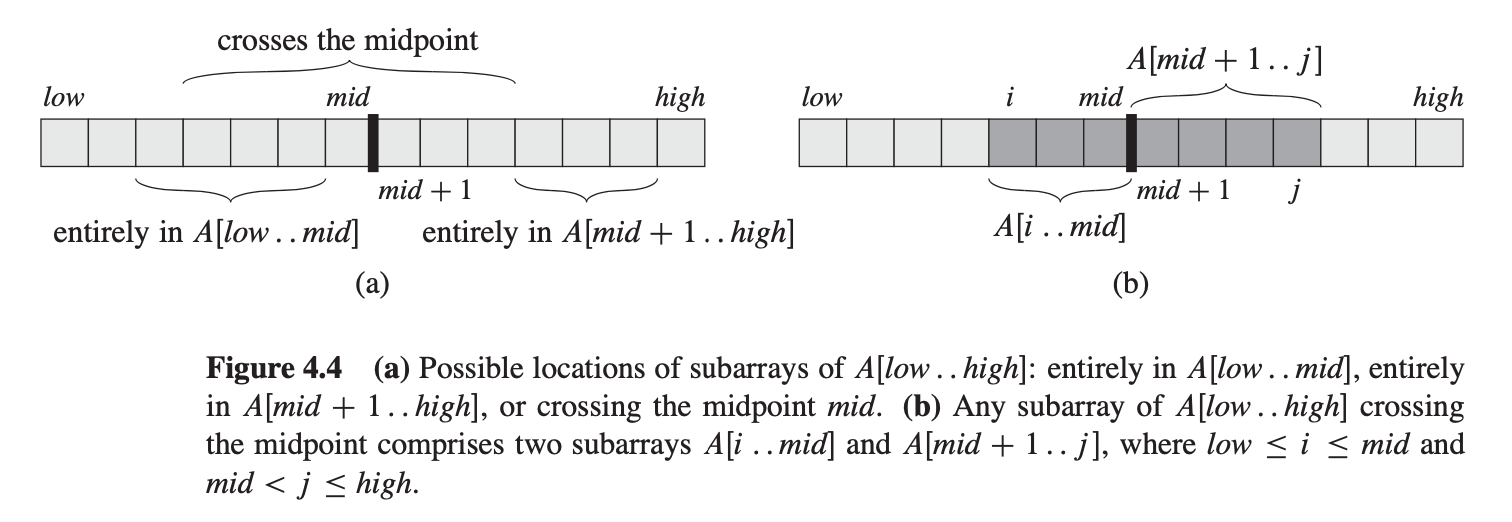 crosses the midpoint
low mid high
mid + 1
entirely in A[low . . mid] entirely in A[mid + 1 . . high]
(a)
A[mid + 1 . . j]
low i mid high
mid + 1 j
A[i . . mid]
(b)
Figure 4.4 (a) Possible locations of subarrays of A[low . . high]: entirely in A[low . . mid], entirely
in A[mid + 1 . . high], or crossing the midpoint mid. (b) Any subarray of A[low . . high] crossing
the midpoint comprises two subarrays A[i . . mid] and A[mid + 1 . . j], where low ≤ i ≤ mid and
mid < j ≤ high.